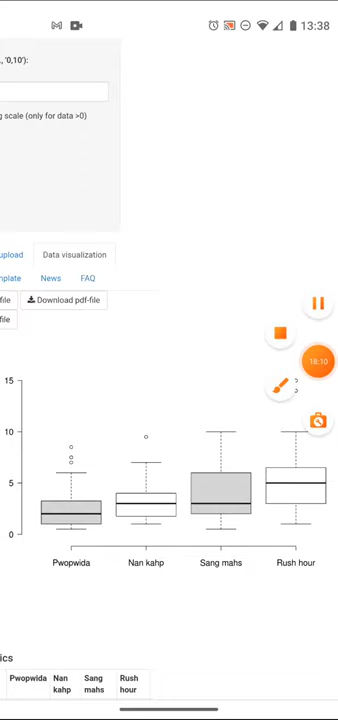 13:38
, '0,10'):
g scale (only for data >0)
upload
Data visualization
mplate
News
FAQ
file
Download pdf-file
file
18:10
15
10
5
0
Pwopwida
Nan kahp
Sang mahs
Rush hour
ics
Pwopwida
Nan kahp
Sang mahs
Rush hour